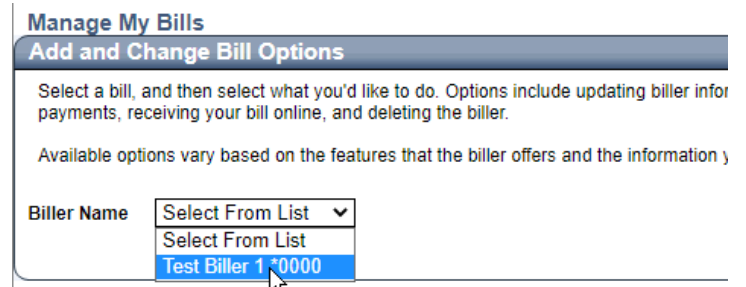 Manage My Bills
Add and Change Bill Options
Select a bill, and then select what you'd like to do. Options include updating biller
payments, receiving your bill online, and deleting the biller.
Available options vary based on the features that the biller offers and the information
Biller Name Select From List
Select From List
Test Biller 1 *0000